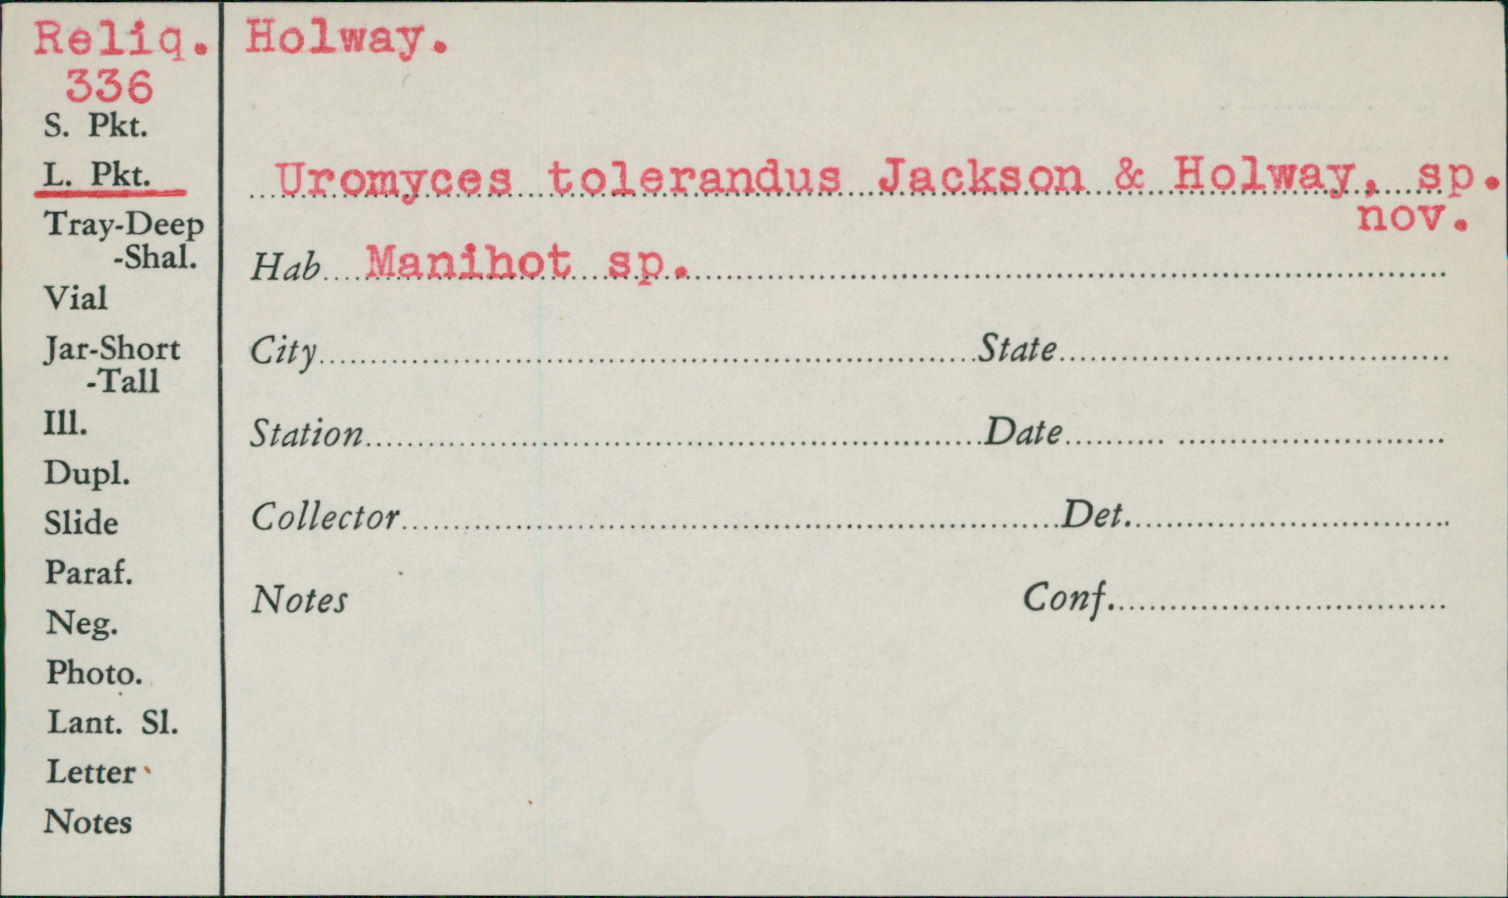 Reliq. Holway.
336
S. Pkt.
L. Pkt.
Uromyces tolerandus Jackson & Holway, sp.
nov.
Tray-Deep
-Shal.
Hab. Manihot sp.
Vial
Jar-Short
-Tall
City State
Ill.
Station Date
Dupl.
Slide
Collector Det.
Paraf.
Neg.
Notes Conf.
Photo.
Lant. Sl.
Letter
Notes